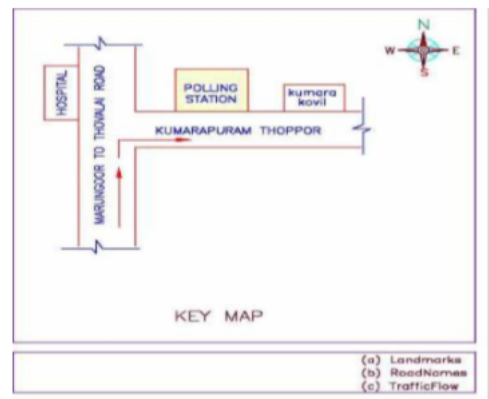 N
W
E
S
HOSPITAL
MARUNGOOR TO THOVALAI ROAD
POLLING
STATION
kumara
kovil
KUMARAPURAM THOPPOR
KEY MAP
(a) Landmarks
(b) RoadNames
(c) TrafficFlow